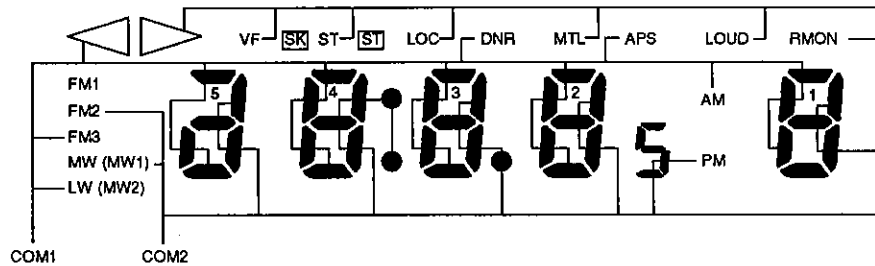 VF SK ST ST LOC DNR MTL APS LOUD RMON
FM1 5 4 3 2 1
AM
FM2
FM3
MW (MW1) 5 PM
LW (MW2)
COM1 COM2